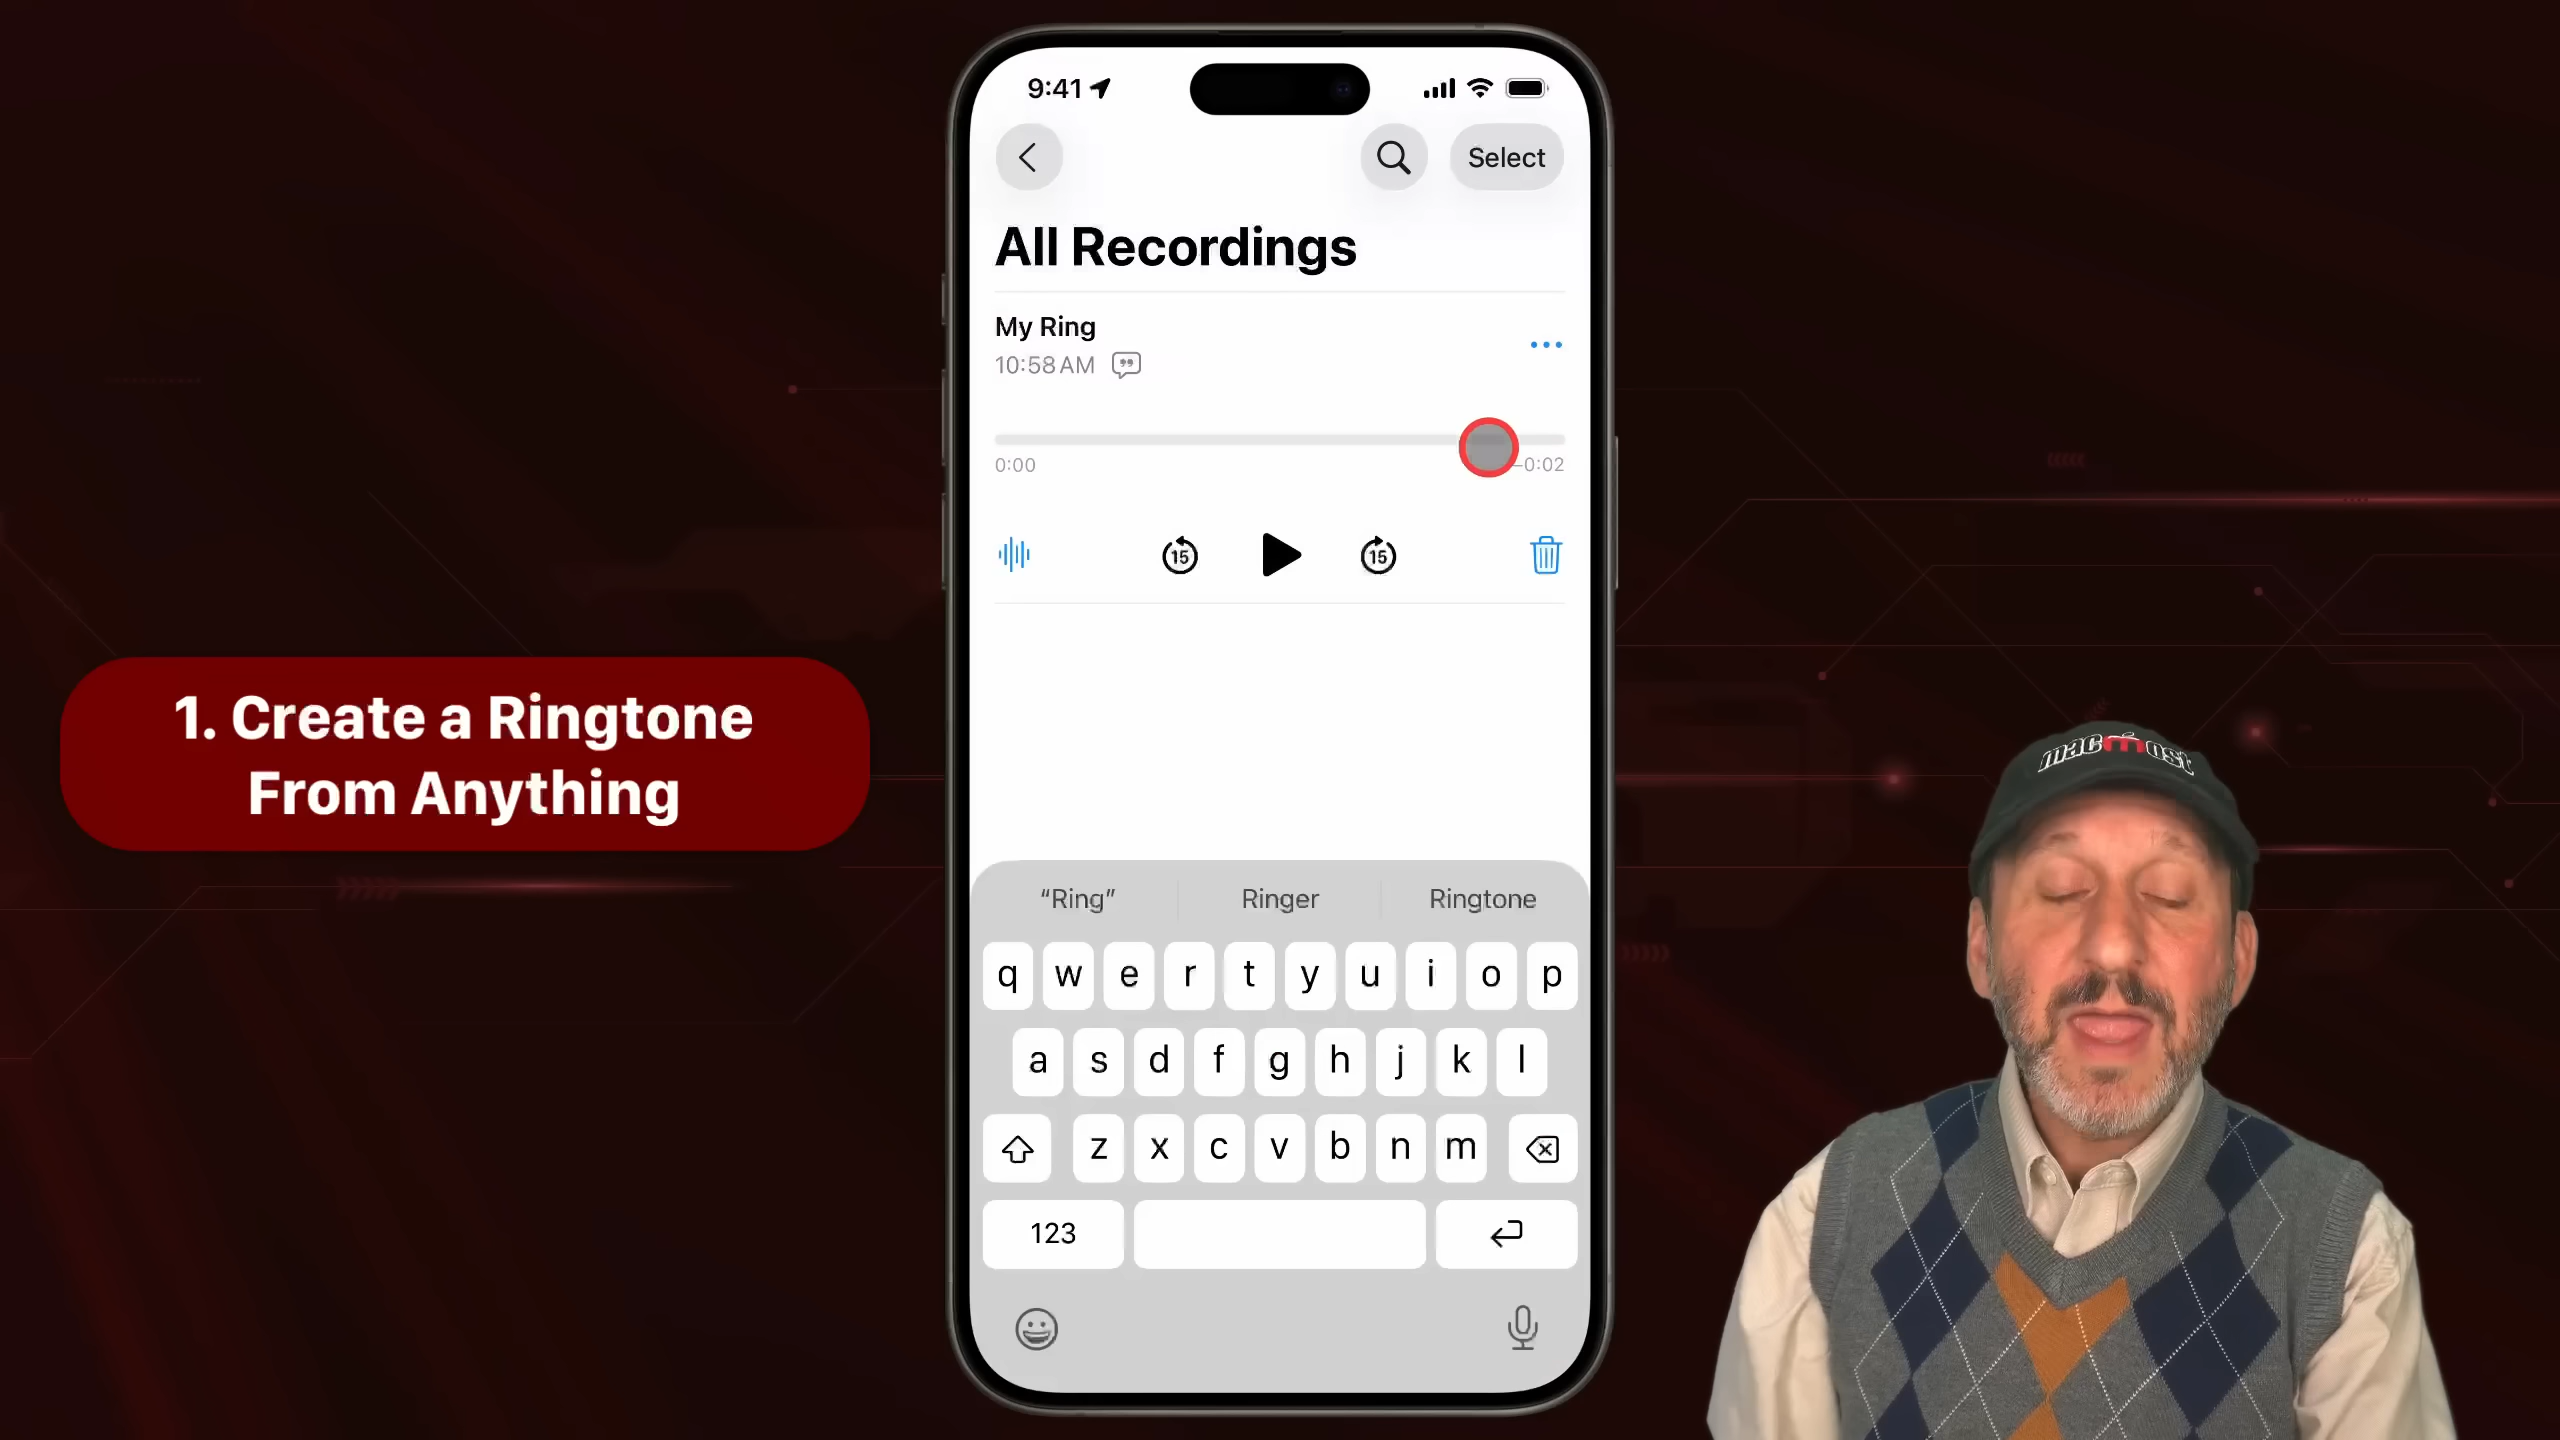 9:41
Select
All Recordings
My Ring
10:58 AM
0:00
–0:02
15
15
1. Create a Ringtone
From Anything
“Ring”
Ringer
Ringtone
q w e r t y u i o p
a s d f g h j k l
z x c v b n m
123
macmost